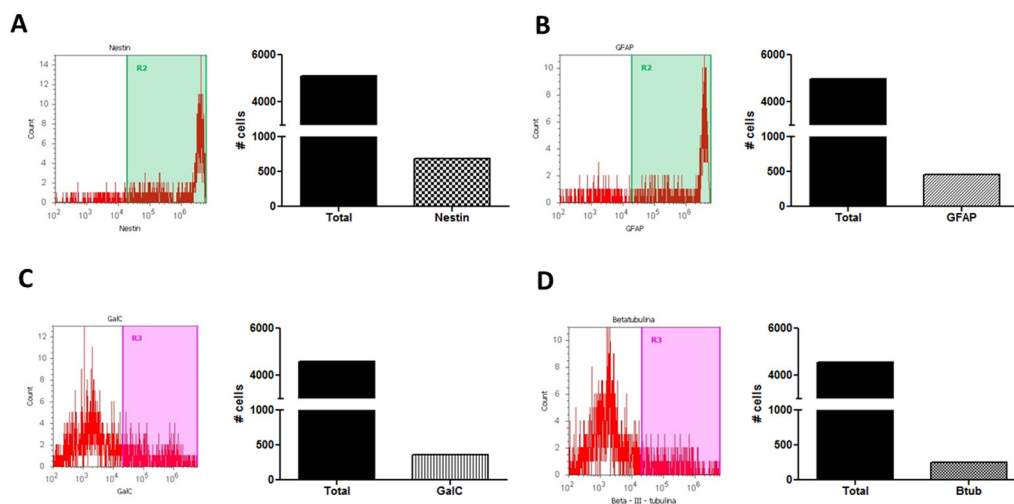 A
Nestin
R2
Count
14
12
10
8
6
4
2
0
10² 10³ 10⁴ 10⁵ 10⁶
Nestin
# cells
6000
4000
1000
500
0
Total Nestin
B
GFAP
R2
Count
10
8
6
4
2
0
10² 10³ 10⁴ 10⁵ 10⁶
GFAP
# cells
6000
4000
1000
500
0
Total GFAP
C
GalC
R3
Count
12
10
8
6
4
2
0
10² 10³ 10⁴ 10⁵ 10⁶
GalC
# cells
6000
4000
1000
500
0
Total GalC
D
Betatubulina
R3
Count
10
8
6
4
2
0
10² 10³ 10⁴ 10⁵ 10⁶
Beta - III - tubulina
# cells
6000
4000
1000
500
0
Total Btub